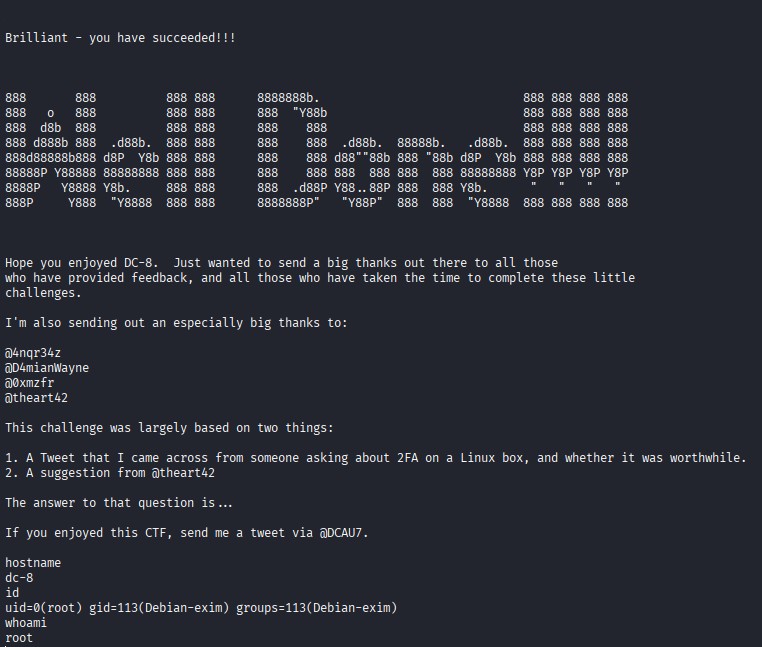 Brilliant - you have succeeded!!!
888       888         888 888      8888888b.                             888 888 888 888
888   o   888         888 888      888  "Y88b                            888 888 888 888
888  d8b  888         888 888      888    888                            888 888 888 888
888 d888b 888  .d88b. 888 888      888    888  .d88b.  88888b.   .d88b.  888 888 888 888
888d88888b888 d8P  Y8b 888 888      888    888 d88""88b 888 "88b d8P  Y8b 888 888 888 888
88888P Y88888 88888888 888 888      888    888 888  888 888  888 88888888 Y8P Y8P Y8P Y8P
8888P   Y8888 Y8b.     888 888      888  .d88P Y88..88P 888  888 Y8b.      "   "   "   "
888P     Y888  "Y8888  888 888      8888888P"   "Y88P"  888  888  "Y8888  888 888 888 888
Hope you enjoyed DC-8.  Just wanted to send a big thanks out there to all those
who have provided feedback, and all those who have taken the time to complete these little
challenges.
I'm also sending out an especially big thanks to:
@4nqr34z
@D4mianWayne
@0xmzfr
@theart42
This challenge was largely based on two things:
1. A Tweet that I came across from someone asking about 2FA on a Linux box, and whether it was worthwhile.
2. A suggestion from @theart42
The answer to that question is...
If you enjoyed this CTF, send me a tweet via @DCAU7.
hostname
dc-8
id
uid=0(root) gid=113(Debian-exim) groups=113(Debian-exim)
whoami
root